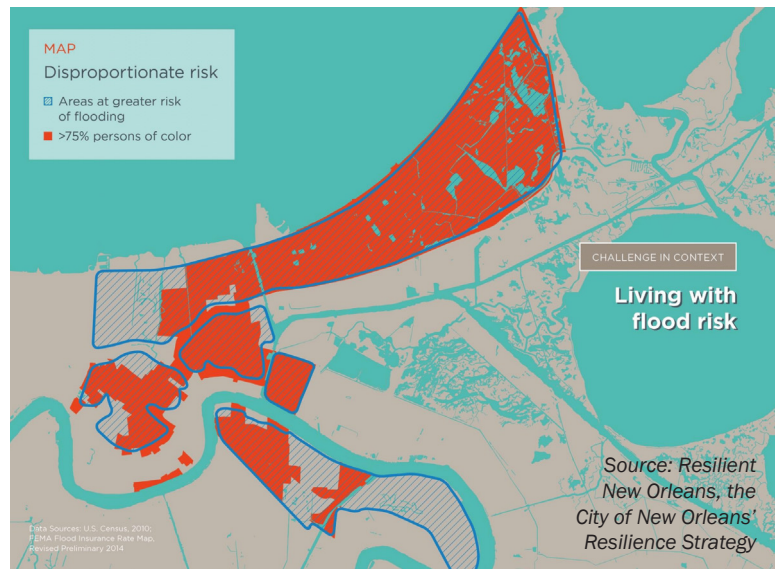 MAP
Disproportionate risk
Areas at greater risk
of flooding
>75% persons of color
CHALLENGE IN CONTEXT
Living with
flood risk
Source: Resilient
New Orleans, the
City of New Orleans'
Resilience Strategy
Data Sources: U.S. Census, 2010;
FEMA Flood Insurance Rate Map,
Revised Preliminary 2014